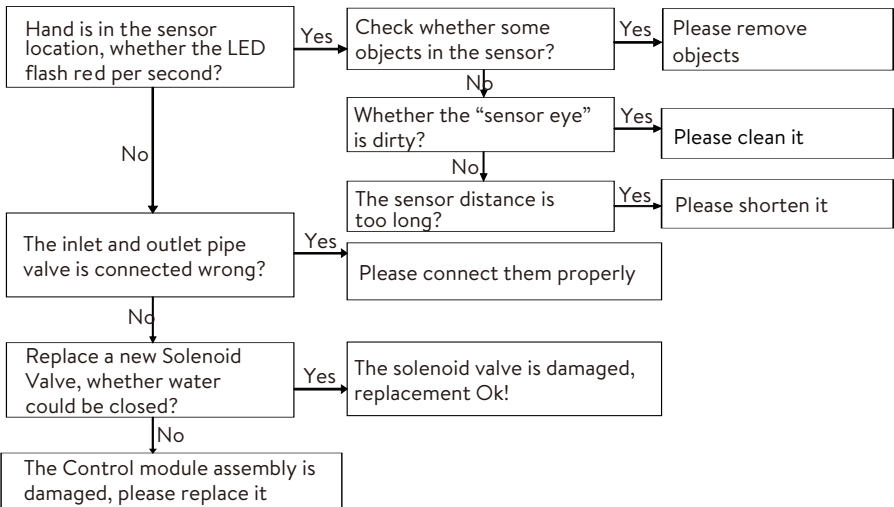 Hand is in the sensor
location, whether the LED
flash red per second?
Yes
Check whether some
objects in the sensor?
Yes
Please remove
objects
No
Whether the “sensor eye”
is dirty?
Yes
Please clean it
No
The sensor distance is
too long?
Yes
Please shorten it
No
The inlet and outlet pipe
valve is connected wrong?
Yes
Please connect them properly
No
Replace a new Solenoid
Valve, whether water
could be closed?
Yes
The solenoid valve is damaged,
replacement Ok!
No
The Control module assembly is
damaged, please replace it